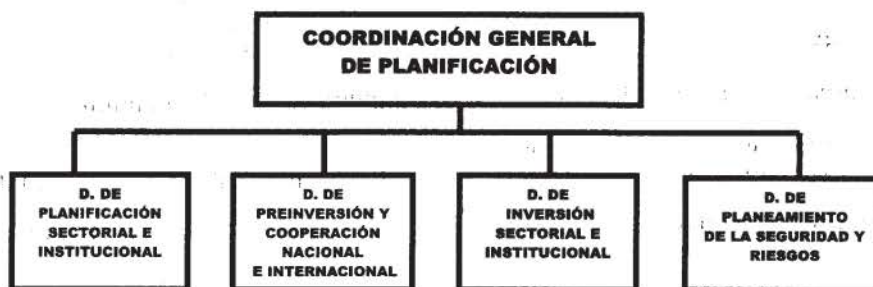 COORDINACIÓN GENERAL
DE PLANIFICACIÓN
D. DE
PLANIFICACIÓN
SECTORIAL E
INSTITUCIONAL
D. DE
PREINVERSIÓN Y
COOPERACIÓN
NACIONAL
E INTERNACIONAL
D. DE
INVERSIÓN
SECTORIAL E
INSTITUCIONAL
D. DE
PLANEAMIENTO
DE LA SEGURIDAD Y
RIESGOS